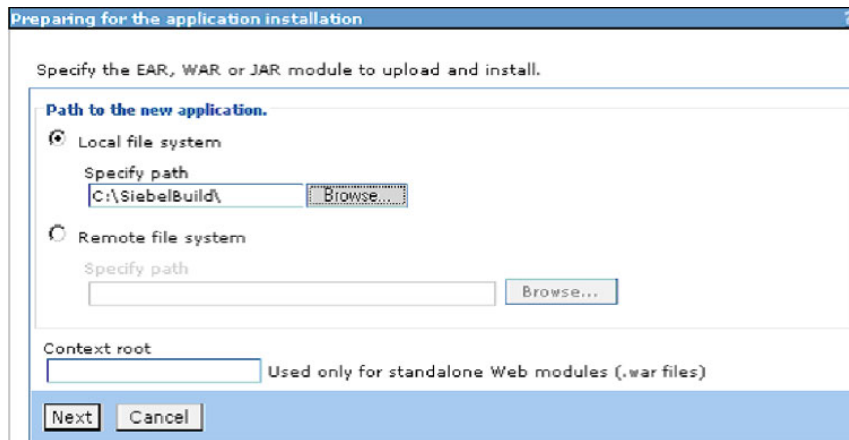 Preparing for the application installation
?
Specify the EAR, WAR or JAR module to upload and install.
Path to the new application.
Local file system
Specify path
C:\SiebelBuild\ Browse...
Remote file system
Specify path
Browse...
Context root
Used only for standalone Web modules (.war files)
Next Cancel